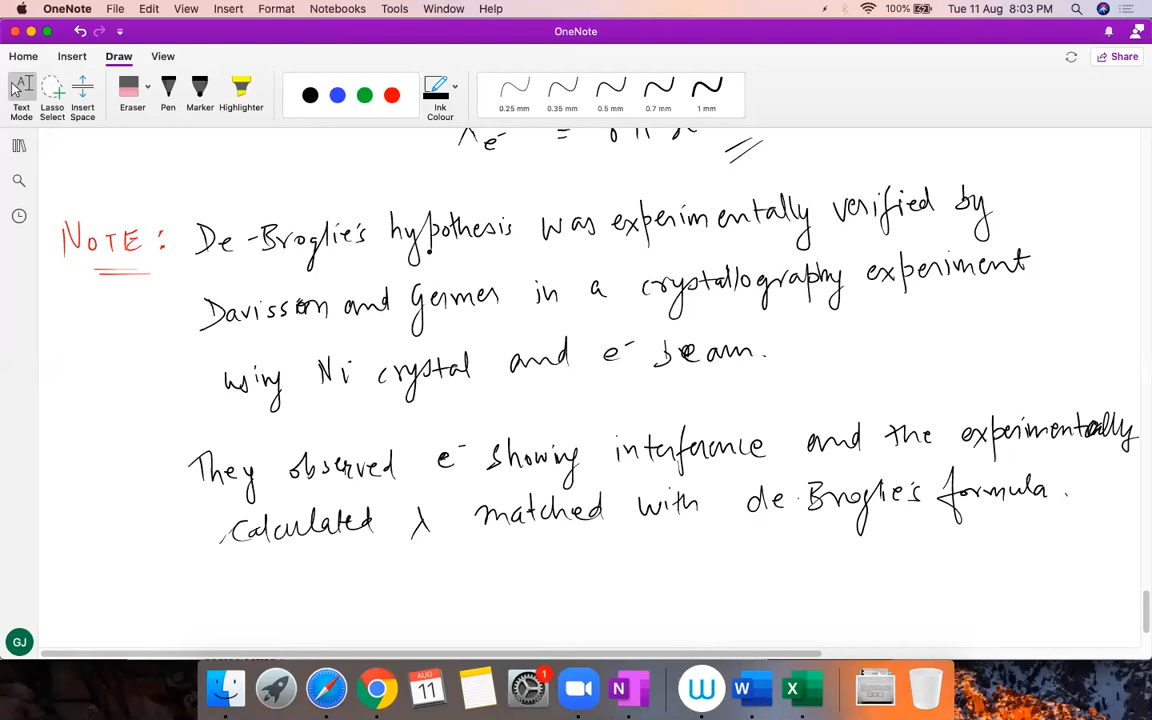 OneNote File Edit View Insert Format Notebooks Tools Window Help 100% Tue 11 Aug 8:03 PM
OneNote
Home Insert Draw View Share
Text Mode
Lasso Select
Insert Space
Eraser
Pen
Marker
Highlighter
Ink Colour
0.25 mm 0.35 mm 0.5 mm 0.7 mm 1 mm
NOTE: De-Broglie's hypothesis was experimentally verified by
Davisson and Germer in a crystallography experiment
using Ni crystal and e⁻ beam.
They observed e⁻ showing interference and the experimentally
calculated λ matched with de-Broglie's formula.
GJ
AUG
11
1
N
W
W
X